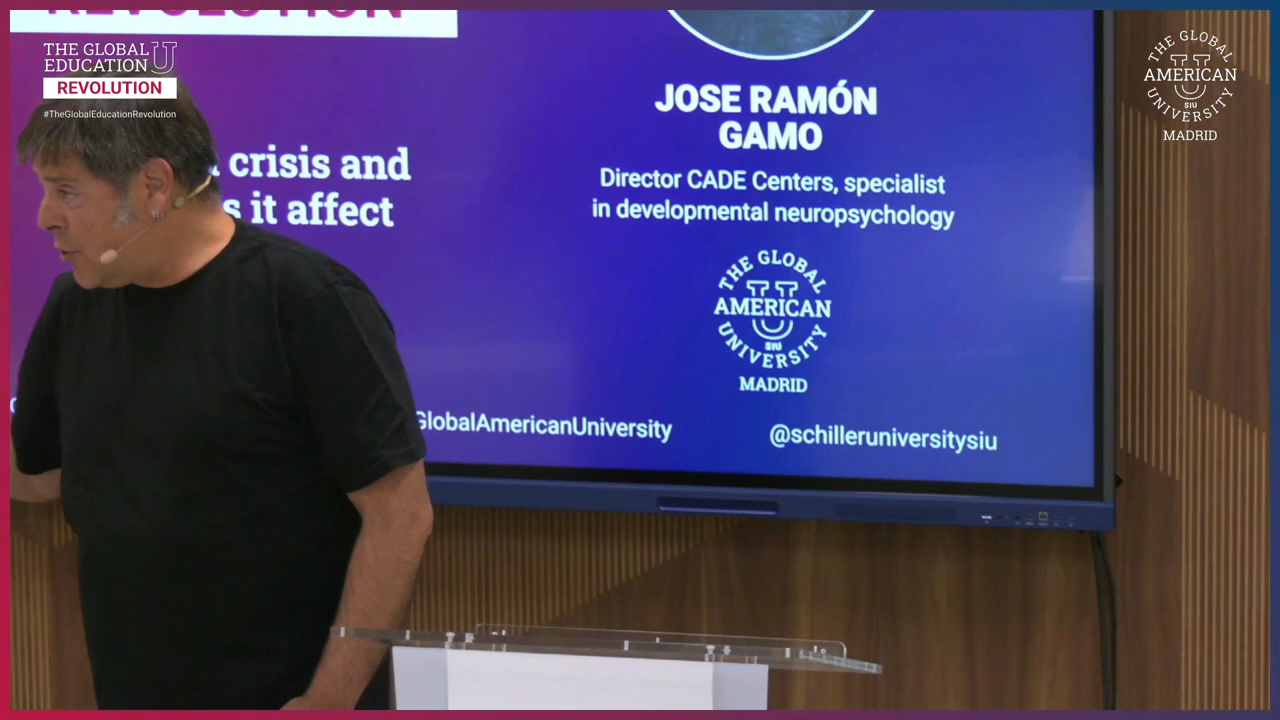 REVOLUTION
THE GLOBAL
EDUCATION U
REVOLUTION
#TheGlobalEducationRevolution
THE GLOBAL
AMERICAN
UNIVERSITY
SIU
MADRID
crisis and
it affect
JOSE RAMÓN
GAMO
Director CADE Centers, specialist
in developmental neuropsychology
THE GLOBAL
AMERICAN
UNIVERSITY
SIU
MADRID
GlobalAmericanUniversity
@schilleruniversitysiu